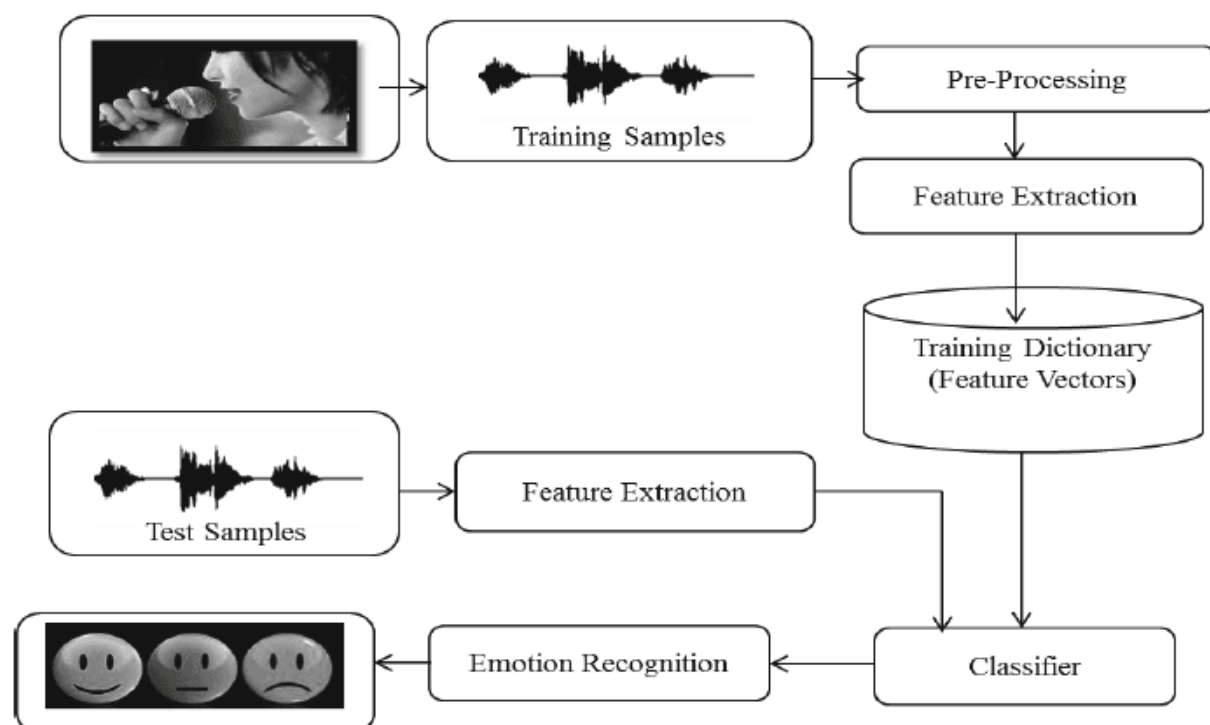 Training Samples
Pre-Processing
Feature Extraction
Training Dictionary
(Feature Vectors)
Test Samples
Feature Extraction
Emotion Recognition
Classifier